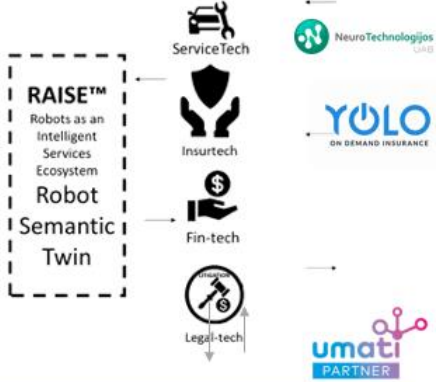 ServiceTech
NeuroTechnologijos
UAB
RAISE™
Robots as an
Intelligent
Services
Ecosystem
Robot
Semantic
Twin
Insurtech
YOLO
ON DEMAND INSURANCE
Fin-tech
LITIGATION
Legal-tech
umati
PARTNER